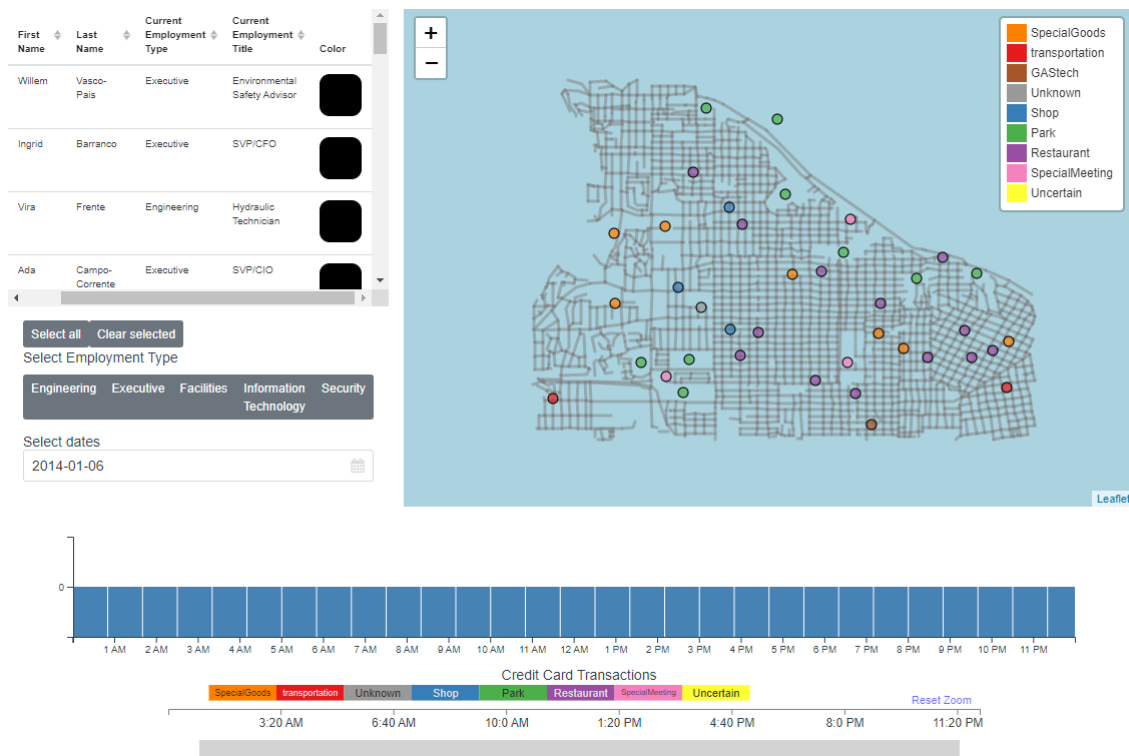 First Name
Last Name
Current Employment Type
Current Employment Title
Color
Willem Vasco-Pais Executive Environmental Safety Advisor
Ingrid Barranco Executive SVP/CFO
Vira Frente Engineering Hydraulic Technician
Ada Campo-Corrente Executive SVP/CIO
Select all Clear selected
Select Employment Type
Engineering Executive Facilities Information Technology Security
Select dates
2014-01-06
+
−
SpecialGoods
transportation
GAStech
Unknown
Shop
Park
Restaurant
SpecialMeeting
Uncertain
Leaflet
0
1 AM 2 AM 3 AM 4 AM 5 AM 6 AM 7 AM 8 AM 9 AM 10 AM 11 AM 12 AM 1 PM 2 PM 3 PM 4 PM 5 PM 6 PM 7 PM 8 PM 9 PM 10 PM 11 PM
Credit Card Transactions
SpecialGoods transportation Unknown Shop Park Restaurant SpecialMeeting Uncertain
Reset Zoom
3:20 AM 6:40 AM 10:0 AM 1:20 PM 4:40 PM 8:0 PM 11:20 PM